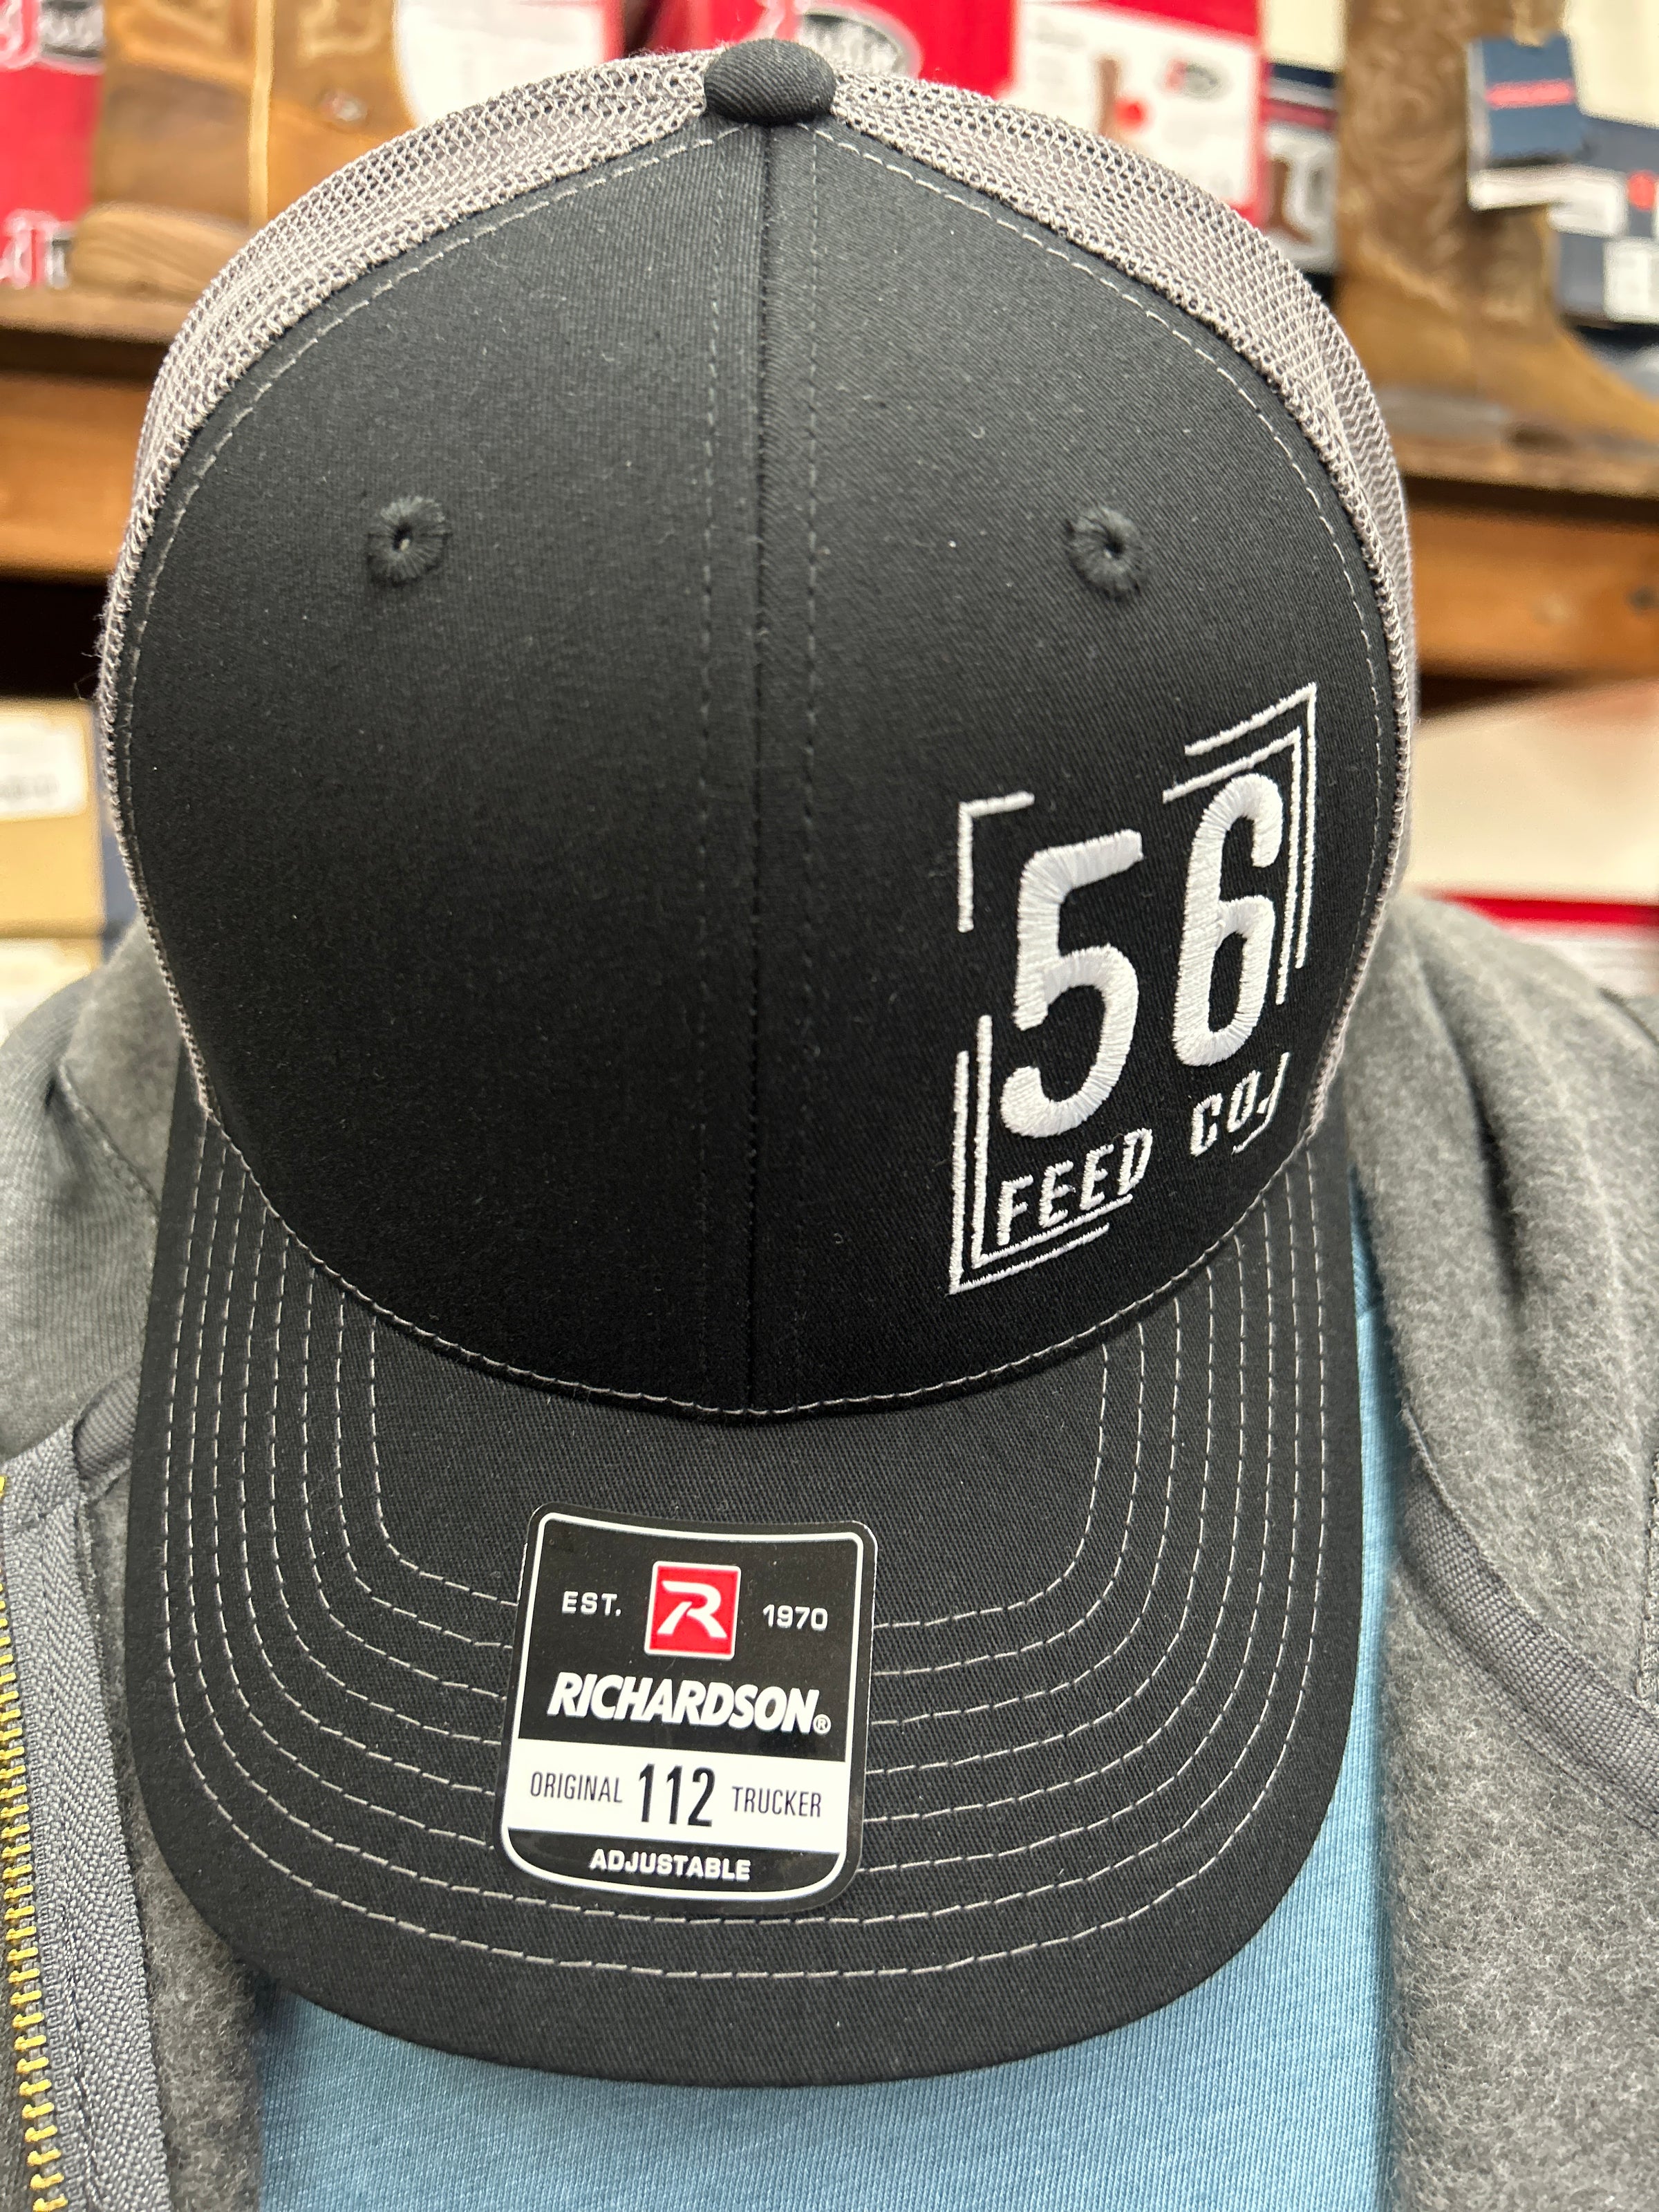 56
FEED CO.
EST. R 1970
RICHARDSON®
ORIGINAL 112 TRUCKER
ADJUSTABLE